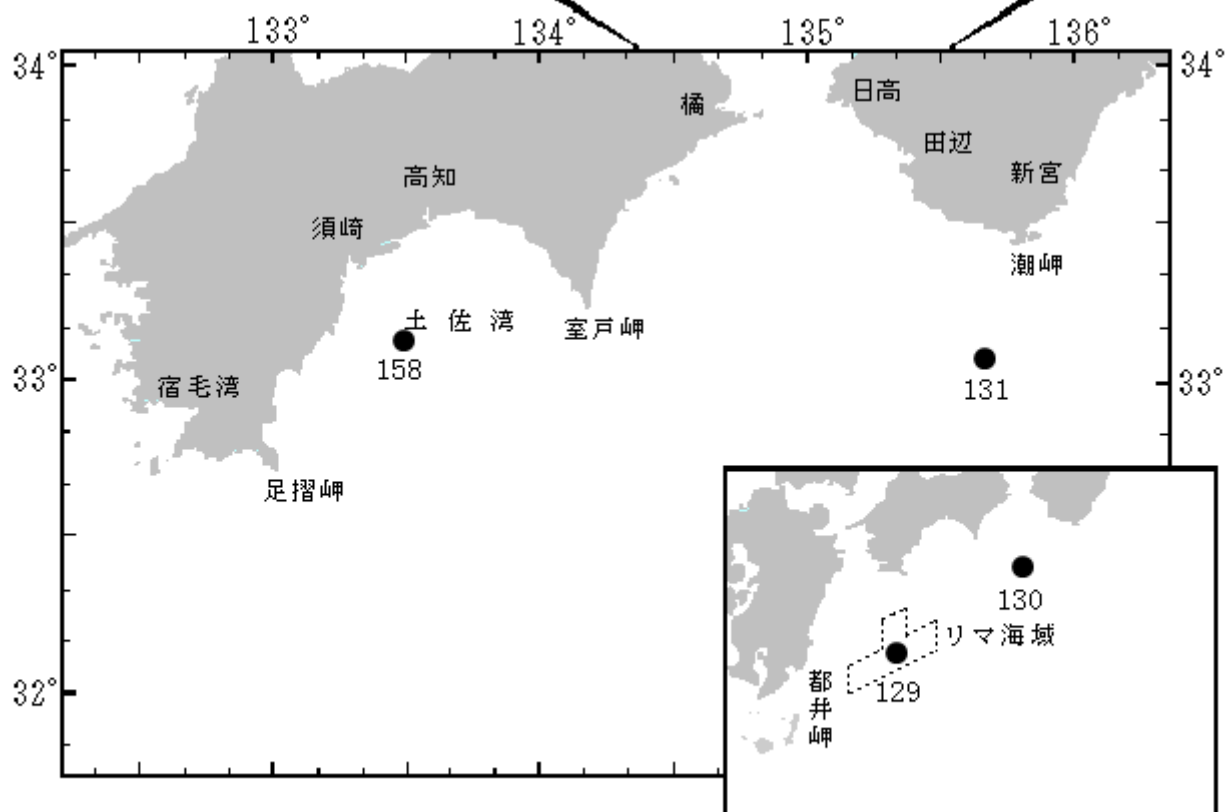 133° 134° 135° 136°
34° 34°
橘
日高
田辺
高知
新宮
須崎
潮岬
土佐湾
室戸岬
158
33° 33°
131
宿毛湾
足摺岬
130
リマ海域
129
都井岬
32°